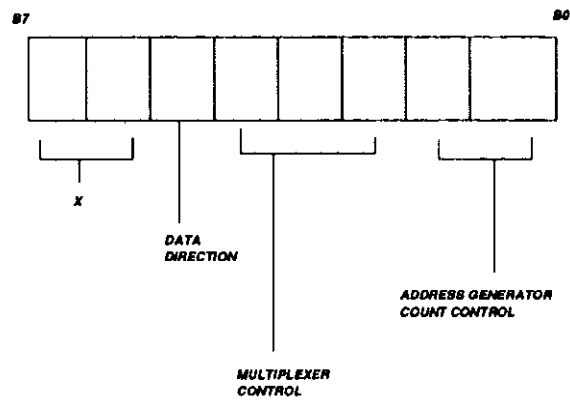 B7 B0
X
DATA
DIRECTION
ADDRESS GENERATOR
COUNT CONTROL
MULTIPLEXER
CONTROL